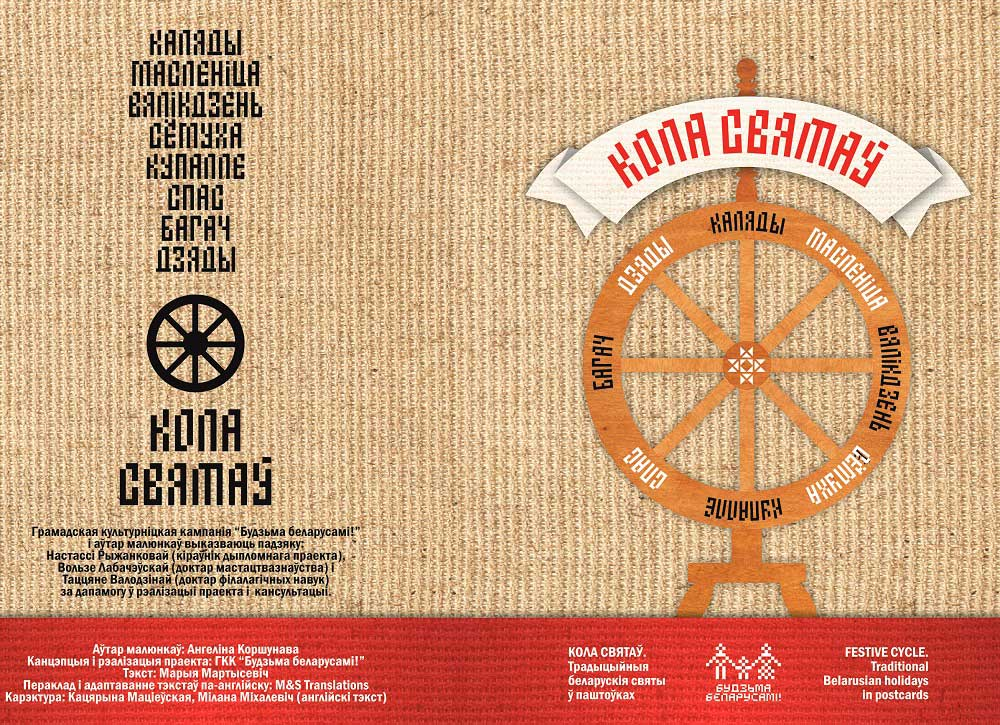 КАЛЯДЫ
МАСЛЕНІЦА
ВЯЛІКДЗЕНЬ
СЁМУХА
КУПАЛЛЕ
СПАС
БАГАЧ
ДЗЯДЫ
КОЛА
СВЯТАЎ
Грамадская культурніцкая кампанія “Будзьма беларусамі!”
і аўтар малюнкаў выказваюць падзяку:
Настассі Рыжанковай (кіраўнік дыпломнага праекта),
Вользе Лабачэўскай (доктар мастацтвазнаўства) і
Таццяне Валодзінай (доктар філалагічных навук)
за дапамогу ў рэалізацыі праекта і кансультацыі.
Аўтар малюнкаў: Ангеліна Коршунава
Канцэпцыя і рэалізацыя праекта: ГКК “Будзьма беларусамі!”
Тэкст: Марыя Мартысевіч
Пераклад і адаптаванне тэкстаў па-англійску: M&S Translations
Карэктура: Кацярына Маціеўская, Мілана Міхалевіч (англійскі тэкст)
КОЛА СВЯТАЎ
КАЛЯДЫ
МАСЛЕНІЦА
ВЯЛІКДЗЕНЬ
СЁМУХА
КУПАЛЛЕ
СПАС
БАГАЧ
ДЗЯДЫ
КОЛА СВЯТАЎ.
Традыцыйныя
беларускія святы
ў паштоўках
БУДЗЬМА
БЕЛАРУСАМІ!
FESTIVE CYCLE.
Traditional
Belarusian holidays
in postcards